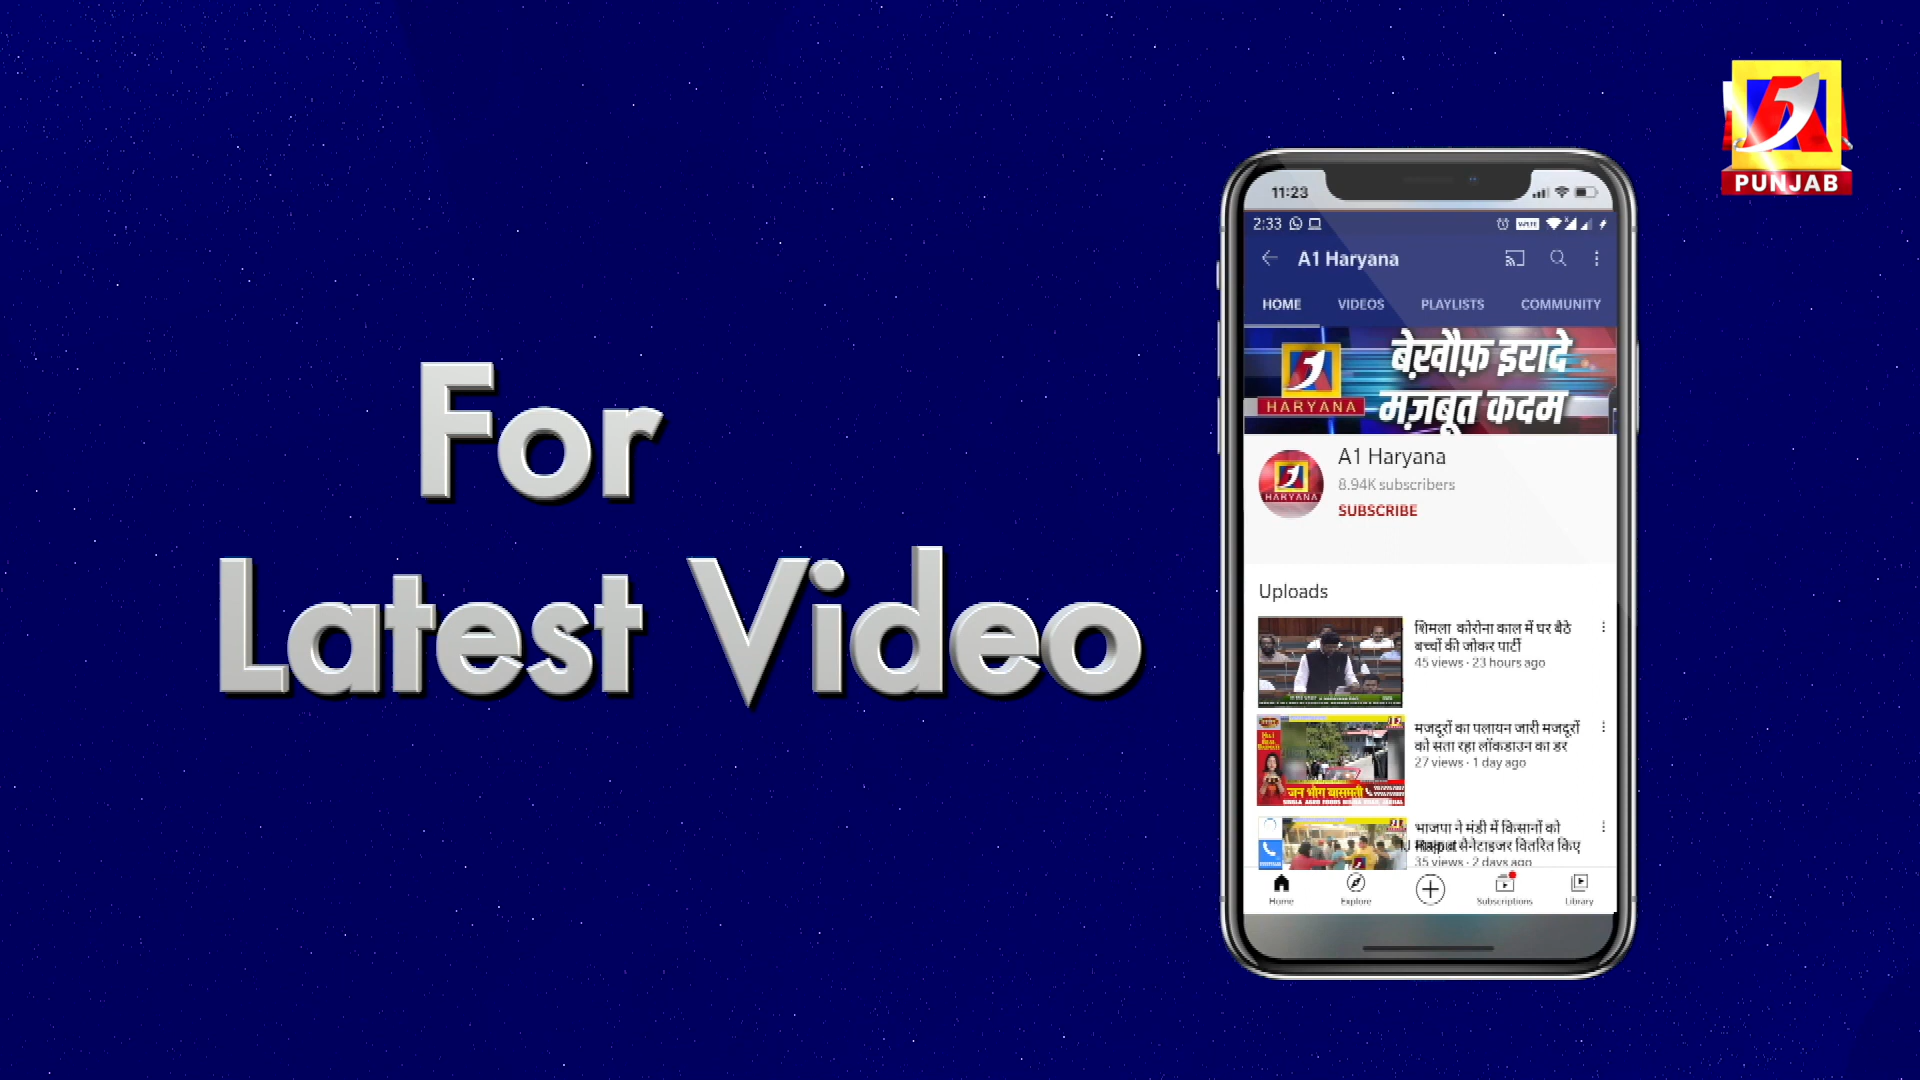 For
Latest Video
PUNJAB
11:23
2:33
A1 Haryana
HOME VIDEOS PLAYLISTS COMMUNITY
HARYANA
बेख़ौफ़ इरादे
मज़बूत कदम
HARYANA
A1 Haryana
8.94K subscribers
SUBSCRIBE
Uploads
शिमला कोरोना काल में घर बैठे
बच्चों की जोकर पार्टी
45 views · 23 hours ago
मजदूरों का पलायन जारी मजदूरों
को सता रहा लॉकडाउन का डर
27 views · 1 day ago
जन भोग बासमती
भाजपा ने मंडी में किसानों को
सेनेटाइजर वितरित किए
35 views · 2 days ago
Home Explore Subscriptions Library